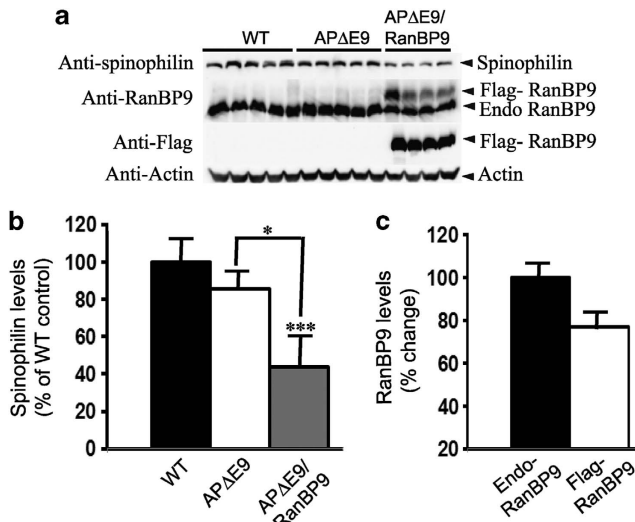 a
WT
APΔE9
APΔE9/
RanBP9
Anti-spinophilin
Spinophilin
Anti-RanBP9
Flag- RanBP9
Endo RanBP9
Anti-Flag
Flag- RanBP9
Anti-Actin
Actin
b
Spinophilin levels
(% of WT control)
120
100
80
60
40
20
0
*
***
WT
APΔE9
APΔE9/
RanBP9
c
RanBP9 levels
(% change)
120
100
80
60
40
20
Endo-
RanBP9
Flag-
RanBP9